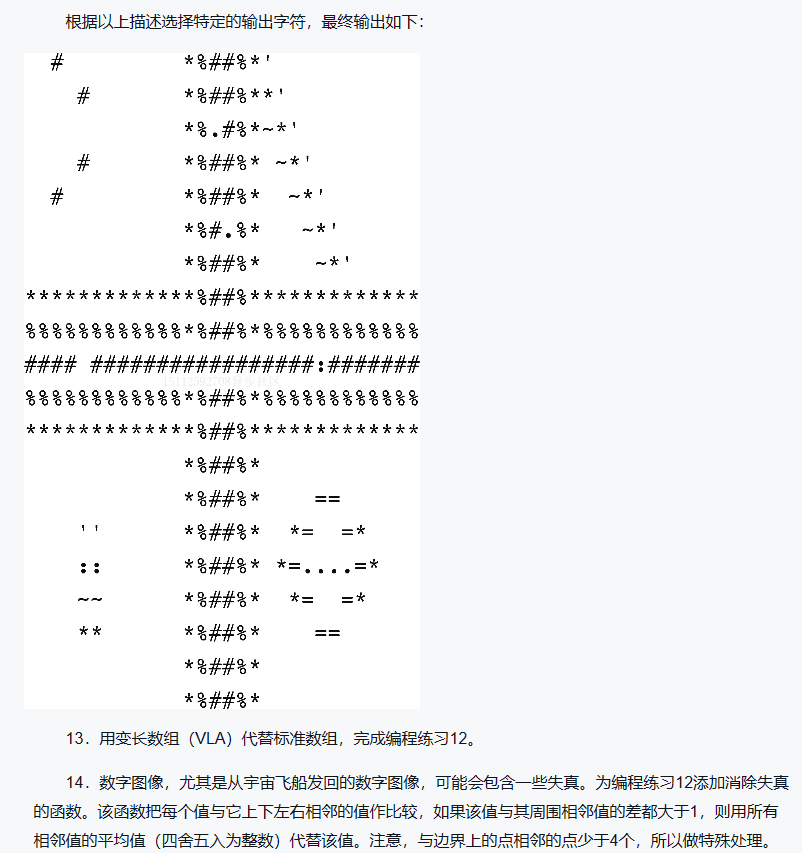 根据以上描述选择特定的输出字符，最终输出如下：
  #         *%##%*'
    #       *%##%**'
            *%.#%*~*'
    #       *%##%* ~*'
  #         *%##%*  ~*'
            *%#.%*   ~*'
            *%##%*    ~*'
*************%##%*************
%%%%%%%%%%%%*%##%*%%%%%%%%%%%%
#### #################:#######
%%%%%%%%%%%%*%##%*%%%%%%%%%%%%
*************%##%*************
            *%##%*
            *%##%*    ==
    ''      *%##%*  *=  =*
    ::      *%##%* *=....=*
    ~~      *%##%*  *=  =*
    **      *%##%*    ==
            *%##%*
            *%##%*
13．用变长数组（VLA）代替标准数组，完成编程练习12。
14．数字图像，尤其是从宇宙飞船发回的数字图像，可能会包含一些失真。为编程练习12添加消除失真
的函数。该函数把每个值与它上下左右相邻的值作比较，如果该值与其周围相邻值的差都大于1，则用所有
相邻值的平均值（四舍五入为整数）代替该值。注意，与边界上的点相邻的点少于4个，所以做特殊处理。